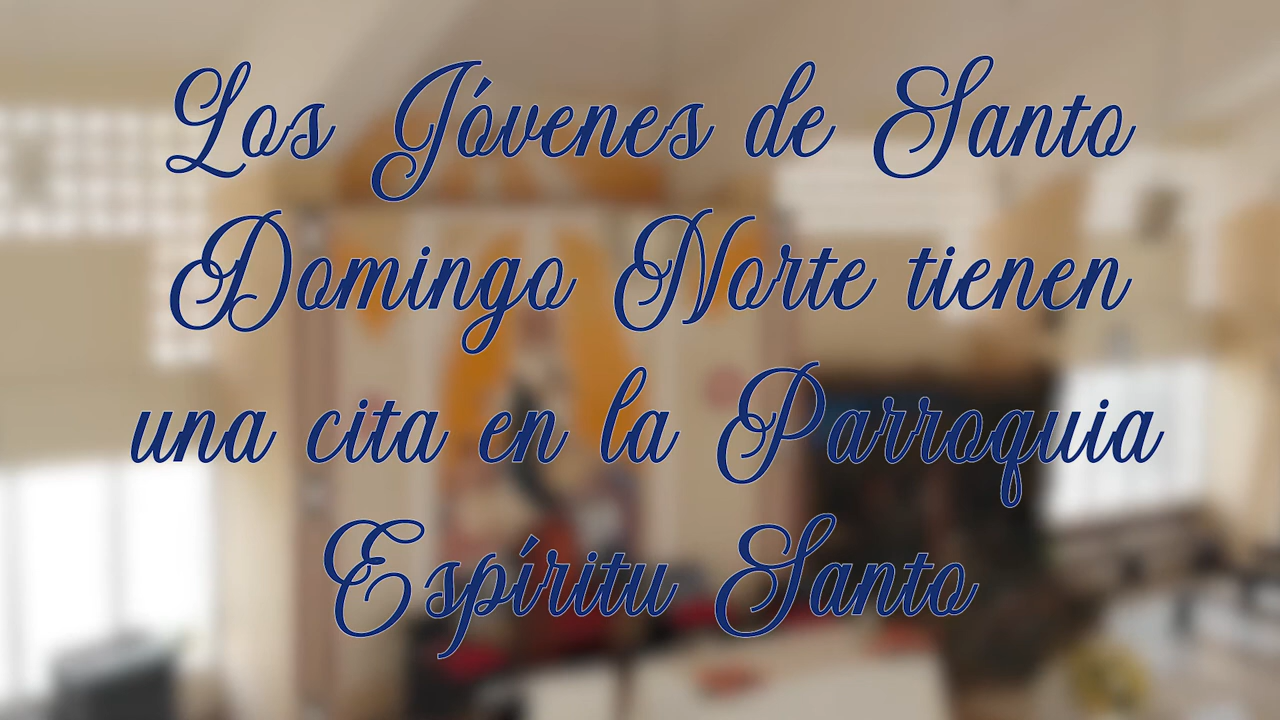 Los Jóvenes de Santo
Domingo Norte tienen
una cita en la Parroquia
Espíritu Santo